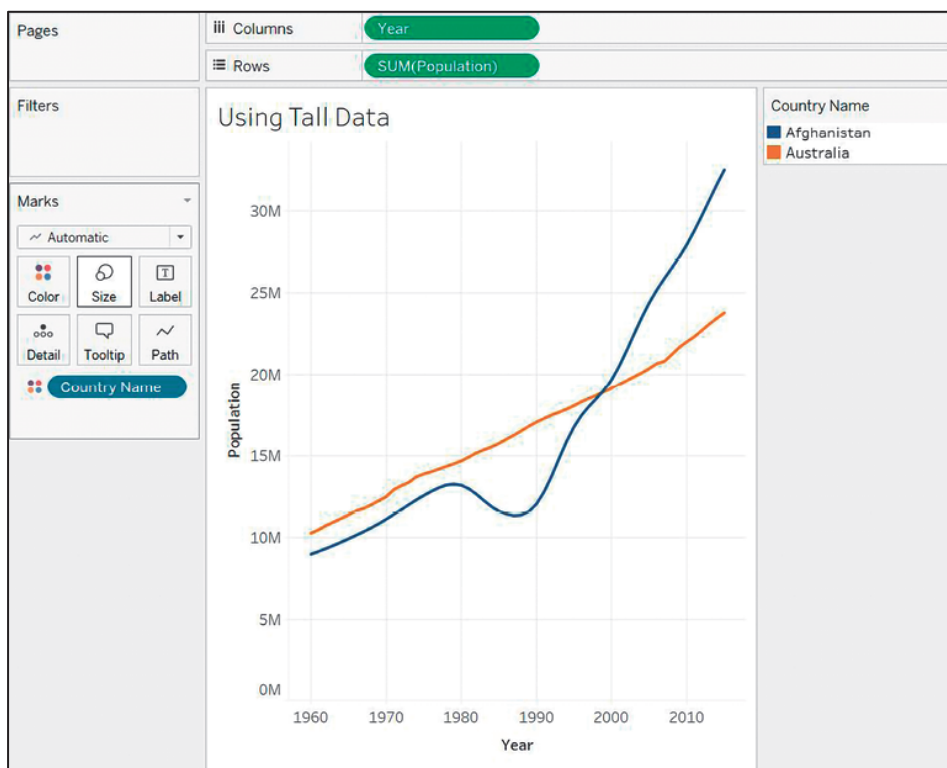 Pages
Columns
Year
Rows
SUM(Population)
Filters
Marks
Automatic
Color
Size
Label
Detail
Tooltip
Path
Country Name
Using Tall Data
Population
30M
25M
20M
15M
10M
5M
0M
1960 1970 1980 1990 2000 2010
Year
Country Name
Afghanistan
Australia